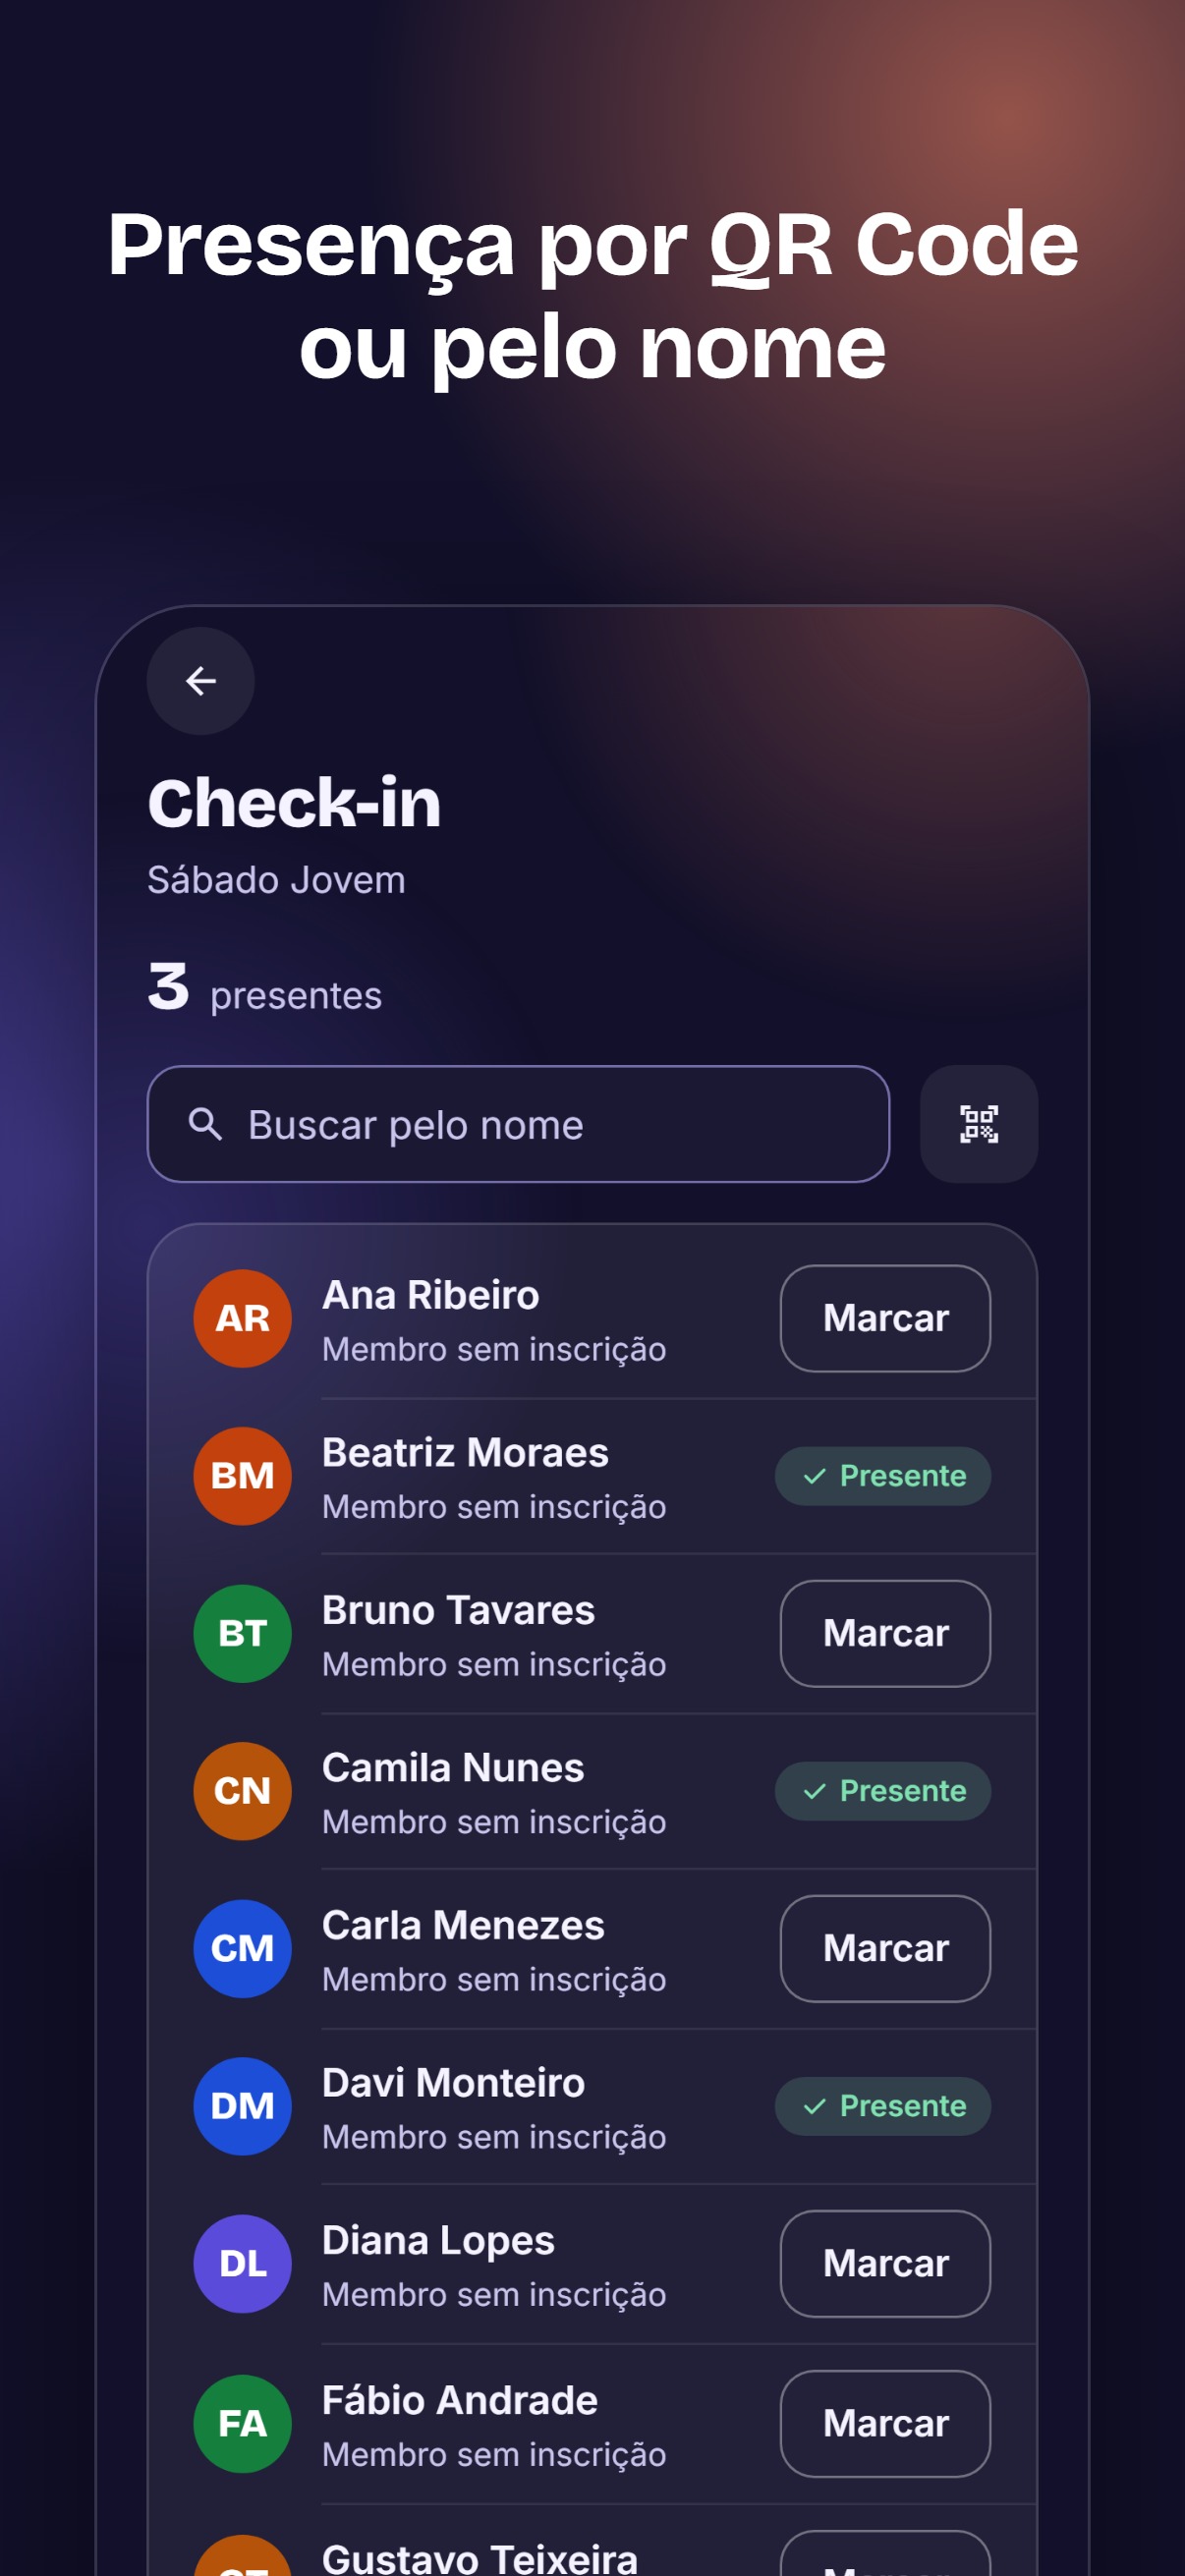 Presença por QR Code
ou pelo nome
Check-in
Sábado Jovem
3 presentes
Buscar pelo nome
AR
Ana Ribeiro
Membro sem inscrição
Marcar
BM
Beatriz Moraes
Membro sem inscrição
Presente
BT
Bruno Tavares
Membro sem inscrição
Marcar
CN
Camila Nunes
Membro sem inscrição
Presente
CM
Carla Menezes
Membro sem inscrição
Marcar
DM
Davi Monteiro
Membro sem inscrição
Presente
DL
Diana Lopes
Membro sem inscrição
Marcar
FA
Fábio Andrade
Membro sem inscrição
Marcar
Gustavo Teixeira